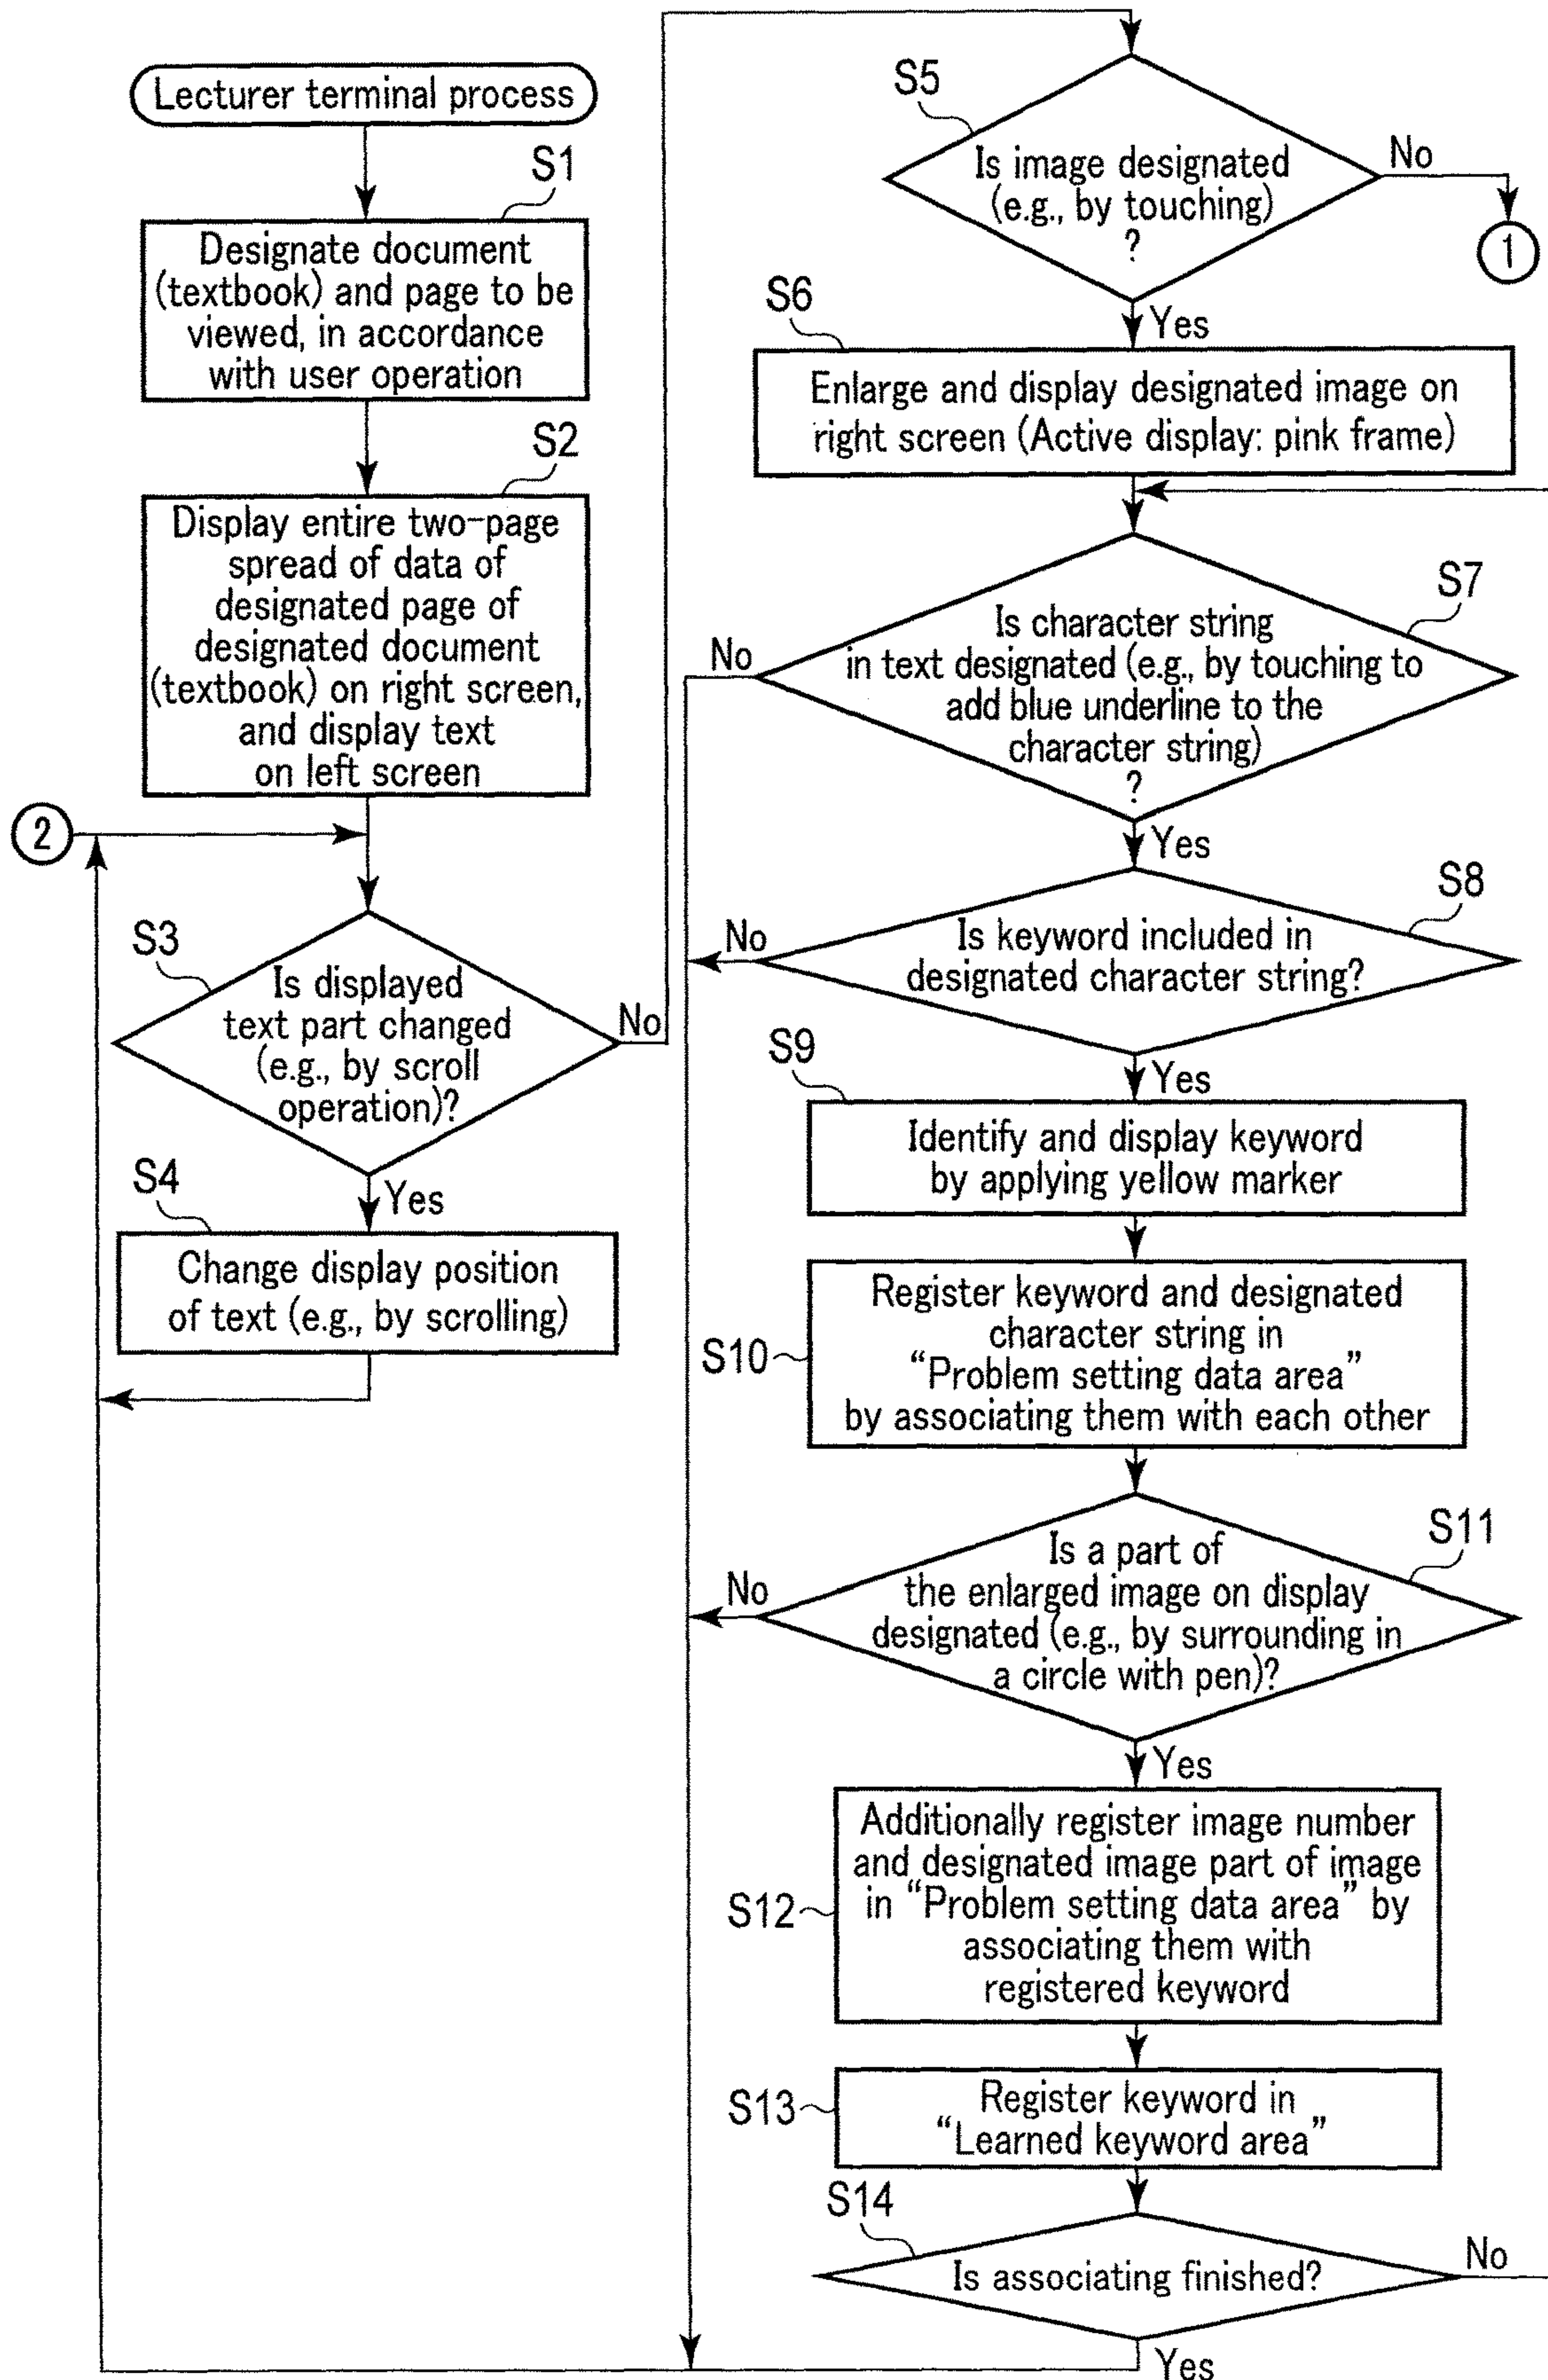 Lecturer terminal process
S1
Designate document
(textbook) and page to be
viewed, in accordance
with user operation
S2
Display entire two-page
spread of data of
designated page of
designated document
(textbook) on right screen,
and display text
on left screen
2
S3
Is displayed
text part changed
(e.g., by scroll
operation)?
No
Yes
S4
Change display position
of text (e.g., by scrolling)
S5
Is image designated
(e.g., by touching)
?
No
1
Yes
S6
Enlarge and display designated image on
right screen (Active display: pink frame)
S7
Is character string
in text designated (e.g., by touching to
add blue underline to the
character string)
?
No
Yes
S8
Is keyword included in
designated character string?
No
Yes
S9
Identify and display keyword
by applying yellow marker
S10
Register keyword and designated
character string in
“Problem setting data area”
by associating them with each other
S11
Is a part of
the enlarged image on display
designated (e.g., by surrounding in
a circle with pen)?
No
Yes
S12
Additionally register image number
and designated image part of image
in “Problem setting data area” by
associating them with
registered keyword
S13
Register keyword in
“Learned keyword area”
S14
Is associating finished?
No
Yes